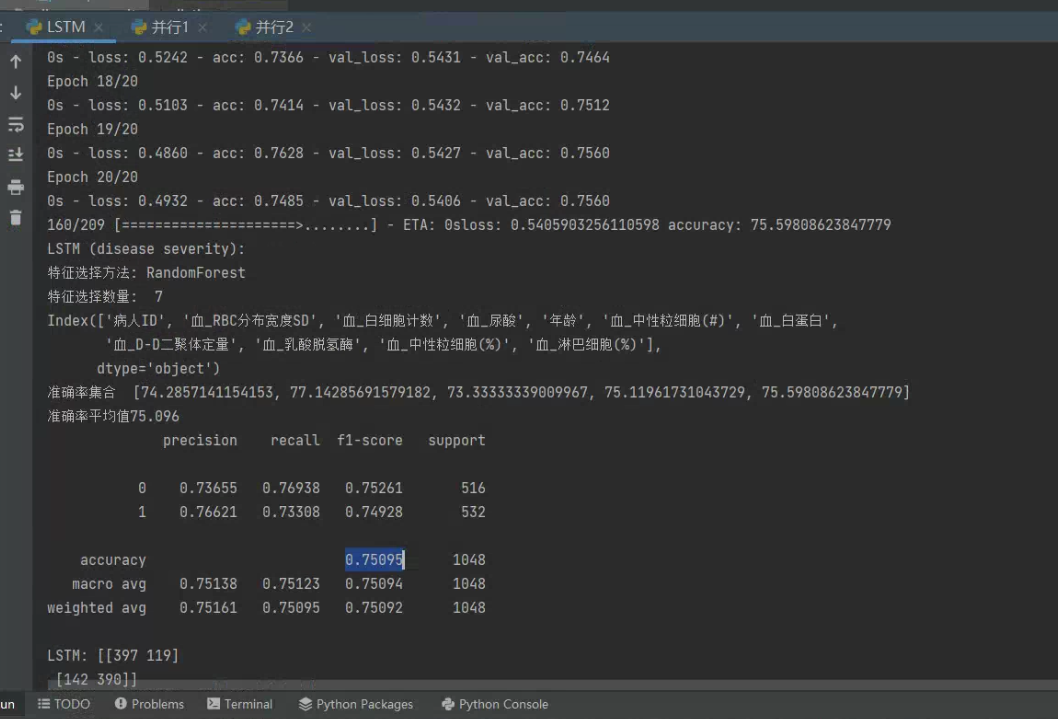 LSTM × 并行1 × 并行2 ×
0s - loss: 0.5242 - acc: 0.7366 - val_loss: 0.5431 - val_acc: 0.7464
Epoch 18/20
0s - loss: 0.5103 - acc: 0.7414 - val_loss: 0.5432 - val_acc: 0.7512
Epoch 19/20
0s - loss: 0.4860 - acc: 0.7628 - val_loss: 0.5427 - val_acc: 0.7560
Epoch 20/20
0s - loss: 0.4932 - acc: 0.7485 - val_loss: 0.5406 - val_acc: 0.7560
160/209 [=====================>........] - ETA: 0sloss: 0.5405903256110598 accuracy: 75.59808623847779
LSTM (disease severity):
特征选择方法: RandomForest
特征选择数量:  7
Index(['病人ID', '血_RBC分布宽度SD', '血_白细胞计数', '血_尿酸', '年龄', '血_中性粒细胞(#)', '血_白蛋白',
'血_D-D二聚体定量', '血_乳酸脱氢酶', '血_中性粒细胞(%)', '血_淋巴细胞(%)'],
dtype='object')
准确率集合  [74.2857141154153, 77.14285691579182, 73.33333339009967, 75.11961731043729, 75.59808623847779]
准确率平均值75.096
precision recall f1-score support
0 0.73655 0.76938 0.75261 516
1 0.76621 0.73308 0.74928 532
accuracy 0.75095 1048
macro avg 0.75138 0.75123 0.75094 1048
weighted avg 0.75161 0.75095 0.75092 1048
LSTM: [[397 119]
[142 390]]
un TODO Problems Terminal Python Packages Python Console